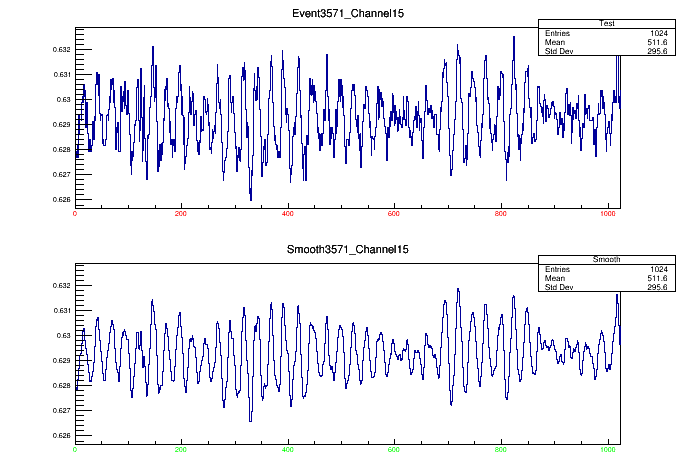 Event3571_Channel15
Test
Entries 1024
Mean 511.6
Std Dev 295.6
0.632
0.631
0.63
0.629
0.628
0.627
0.626
0 200 400 600 800 1000
Smooth3571_Channel15
Smooth
Entries 1024
Mean 511.6
Std Dev 295.6
0.632
0.631
0.63
0.629
0.628
0.627
0.626
0 200 400 600 800 1000